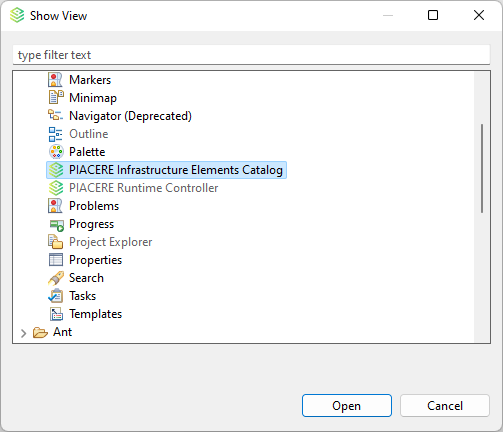 Show View
type filter text
Markers
Minimap
Navigator (Deprecated)
Outline
Palette
PIACERE Infrastructure Elements Catalog
PIACERE Runtime Controller
Problems
Progress
Project Explorer
Properties
Search
Tasks
Templates
Ant
Open Cancel